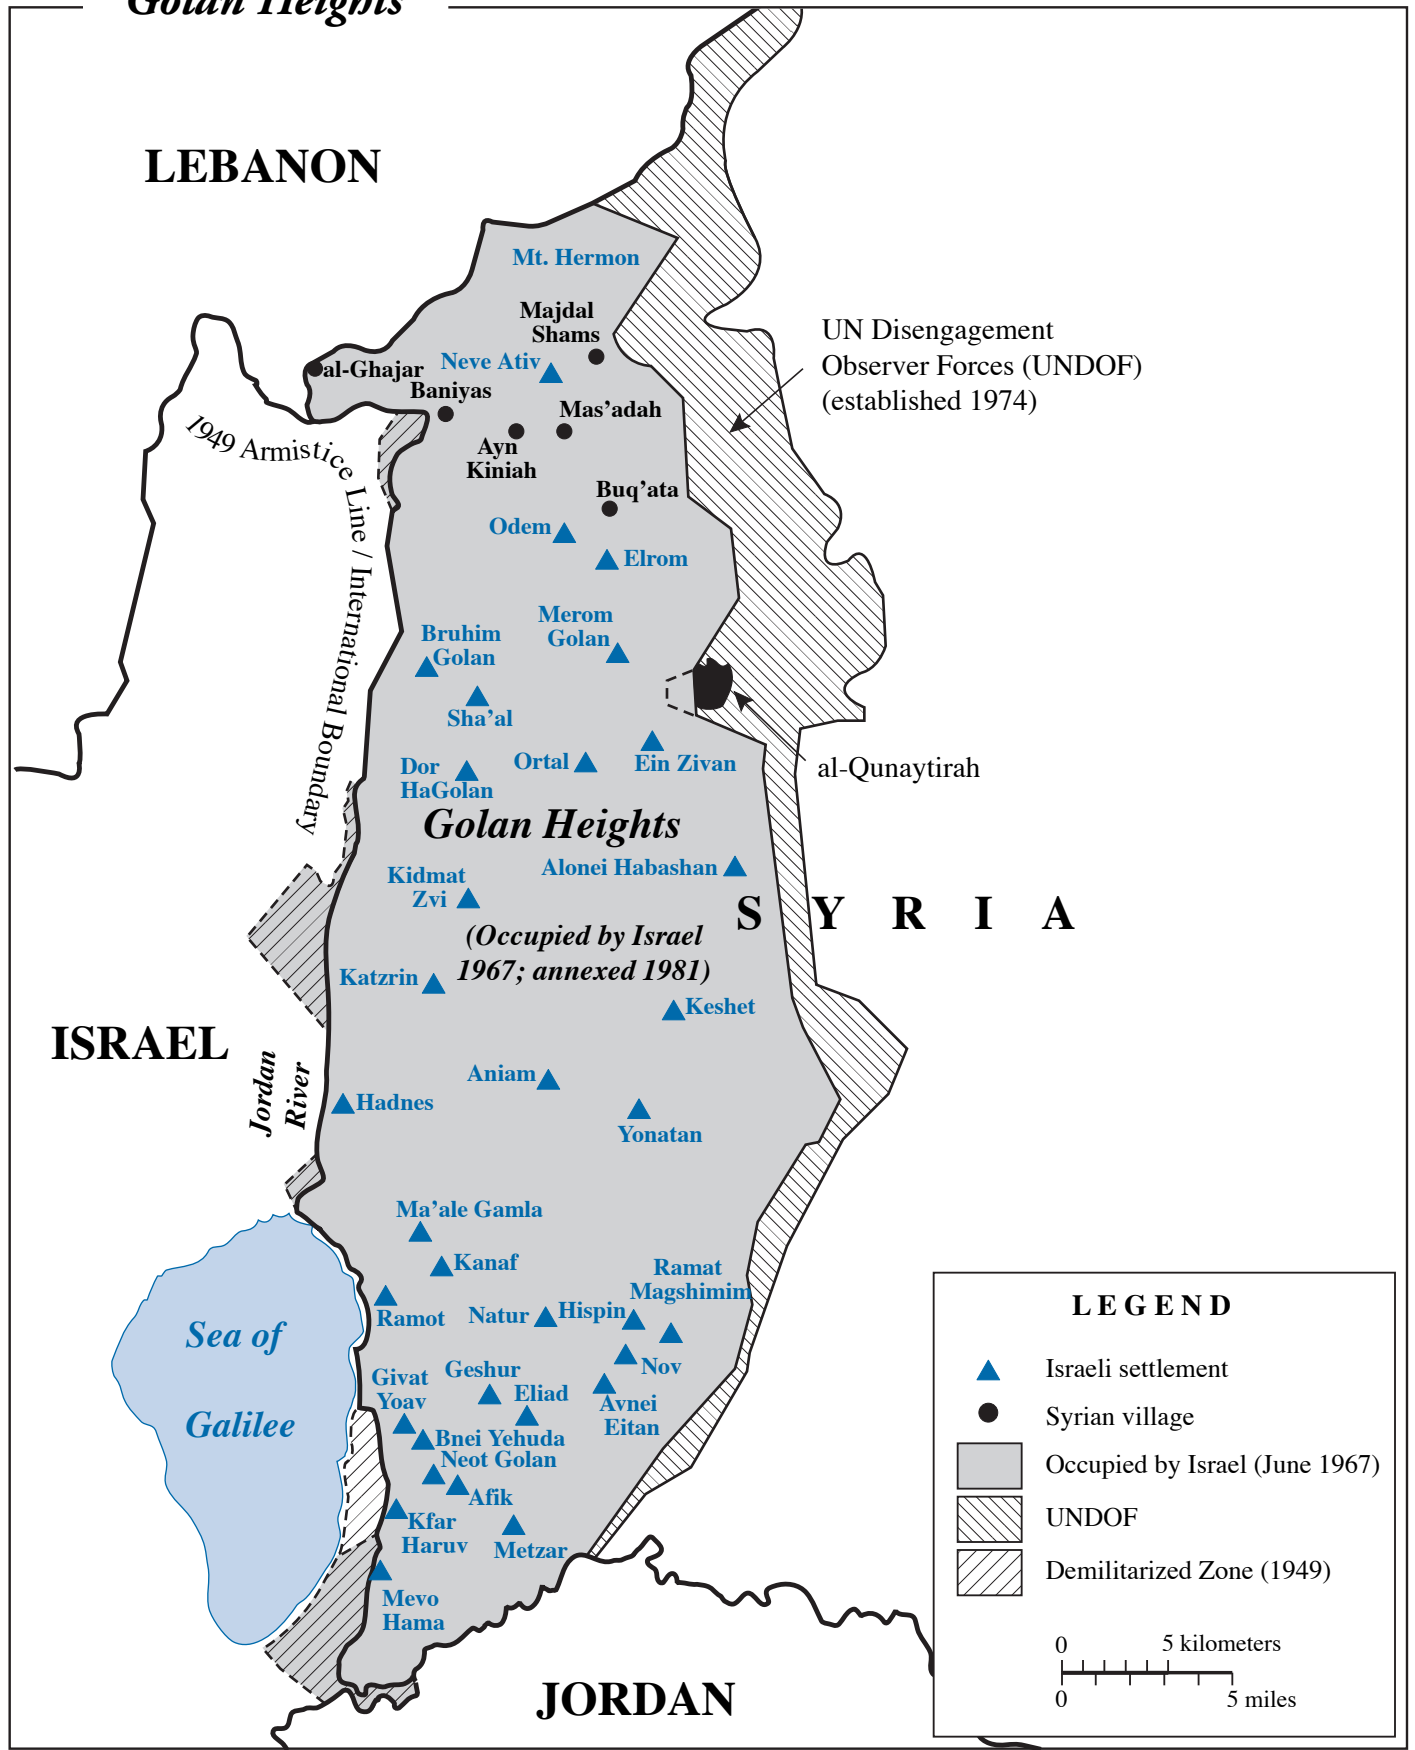 Golan Heights
LEBANON
Mt. Hermon
Majdal
Shams
UN Disengagement
Observer Forces (UNDOF)
(established 1974)
al-Ghajar
Neve Ativ
Baniyas
Mas’adah
1949 Armistice Line / International Boundary
Ayn
Kiniah
Buq’ata
Odem
Elrom
Merom
Golan
Bruhim
Golan
Sha’al
Dor
HaGolan
Ortal
Ein Zivan
al-Qunaytirah
Golan Heights
Alonei Habashan
Kidmat
Zvi
S Y R I A
(Occupied by Israel
1967; annexed 1981)
Katzrin
Keshet
ISRAEL
Jordan
River
Aniam
Hadnes
Yonatan
Ma’ale Gamla
Kanaf
Ramat
Magshimim
Ramot
Natur
Hispin
Sea of
Galilee
Nov
Geshur
Givat
Yoav
Eliad
Avnei
Eitan
Bnei Yehuda
Neot Golan
Afik
Kfar
Haruv
Metzar
Mevo
Hama
JORDAN
LEGEND
Israeli settlement
Syrian village
Occupied by Israel (June 1967)
UNDOF
Demilitarized Zone (1949)
0 5 kilometers
0 5 miles